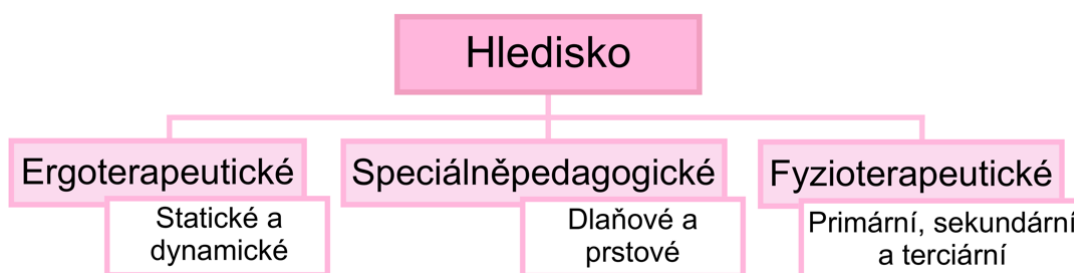 Hledisko
Ergoterapeutické
Statické a
dynamické
Speciálněpedagogické
Dlaňové a
prstové
Fyzioterapeutické
Primární, sekundární
a terciární